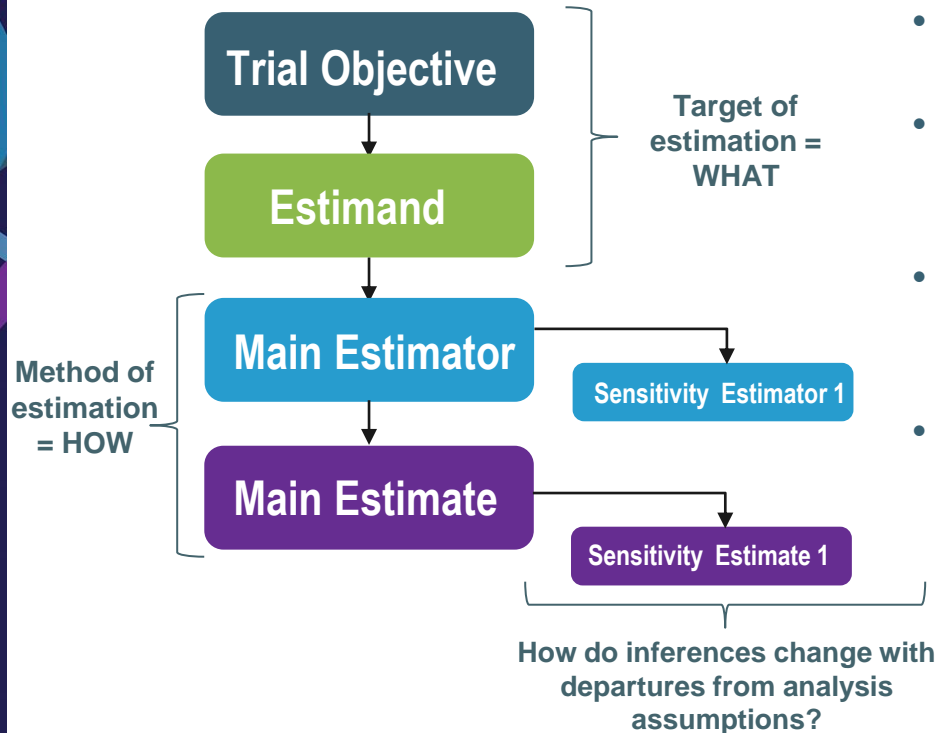 Trial Objective
Target of
estimation =
WHAT
Estimand
Main Estimator
Method of
estimation
= HOW
Sensitivity Estimator 1
Main Estimate
Sensitivity Estimate 1
How do inferences change with
departures from analysis
assumptions?